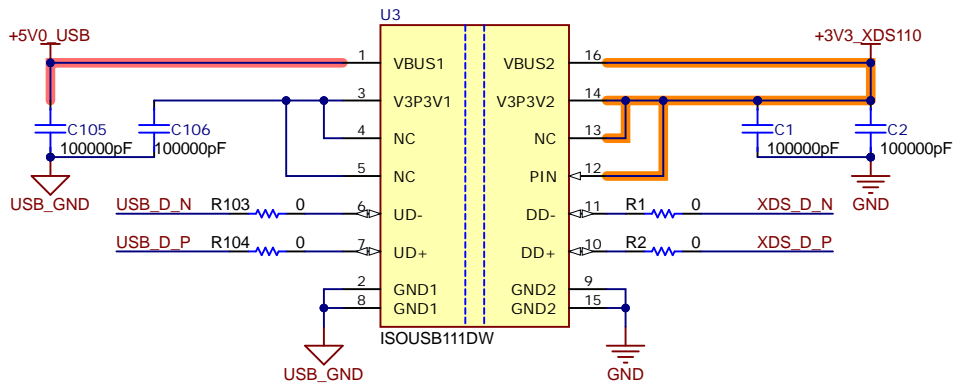 U3
+5V0_USB
+3V3_XDS110
1 VBUS1 VBUS2 16
3 V3P3V1 V3P3V2 14
C105 C106 4 NC NC 13 C1 C2
100000pF 100000pF 100000pF 100000pF
5 NC PIN 12
USB_GND GND
USB_D_N R103 0 6 UD- DD- 11 R1 0 XDS_D_N
USB_D_P R104 0 7 UD+ DD+ 10 R2 0 XDS_D_P
2 GND1 GND2 9
8 GND1 GND2 15
ISOUSB111DW
USB_GND GND